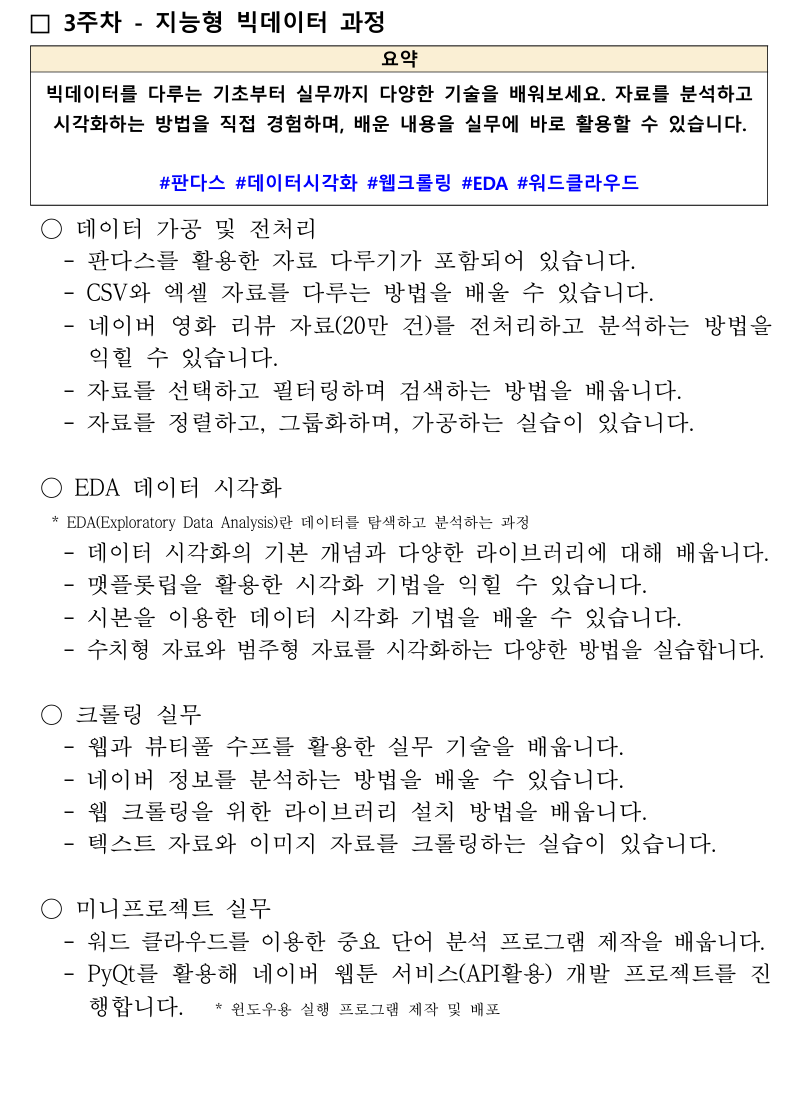 □ 3주차 - 지능형 빅데이터 과정
요약
빅데이터를 다루는 기초부터 실무까지 다양한 기술을 배워보세요. 자료를 분석하고
시각화하는 방법을 직접 경험하며, 배운 내용을 실무에 바로 활용할 수 있습니다.
#판다스 #데이터시각화 #웹크롤링 #EDA #워드클라우드
○ 데이터 가공 및 전처리
- 판다스를 활용한 자료 다루기가 포함되어 있습니다.
- CSV와 엑셀 자료를 다루는 방법을 배울 수 있습니다.
- 네이버 영화 리뷰 자료(20만 건)를 전처리하고 분석하는 방법을
익힐 수 있습니다.
- 자료를 선택하고 필터링하며 검색하는 방법을 배웁니다.
- 자료를 정렬하고, 그룹화하며, 가공하는 실습이 있습니다.
○ EDA 데이터 시각화
* EDA(Exploratory Data Analysis)란 데이터를 탐색하고 분석하는 과정
- 데이터 시각화의 기본 개념과 다양한 라이브러리에 대해 배웁니다.
- 맷플롯립을 활용한 시각화 기법을 익힐 수 있습니다.
- 시본을 이용한 데이터 시각화 기법을 배울 수 있습니다.
- 수치형 자료와 범주형 자료를 시각화하는 다양한 방법을 실습합니다.
○ 크롤링 실무
- 웹과 뷰티풀 수프를 활용한 실무 기술을 배웁니다.
- 네이버 정보를 분석하는 방법을 배울 수 있습니다.
- 웹 크롤링을 위한 라이브러리 설치 방법을 배웁니다.
- 텍스트 자료와 이미지 자료를 크롤링하는 실습이 있습니다.
○ 미니프로젝트 실무
- 워드 클라우드를 이용한 중요 단어 분석 프로그램 제작을 배웁니다.
- PyQt를 활용해 네이버 웹툰 서비스(API활용) 개발 프로젝트를 진
행합니다. * 윈도우용 실행 프로그램 제작 및 배포